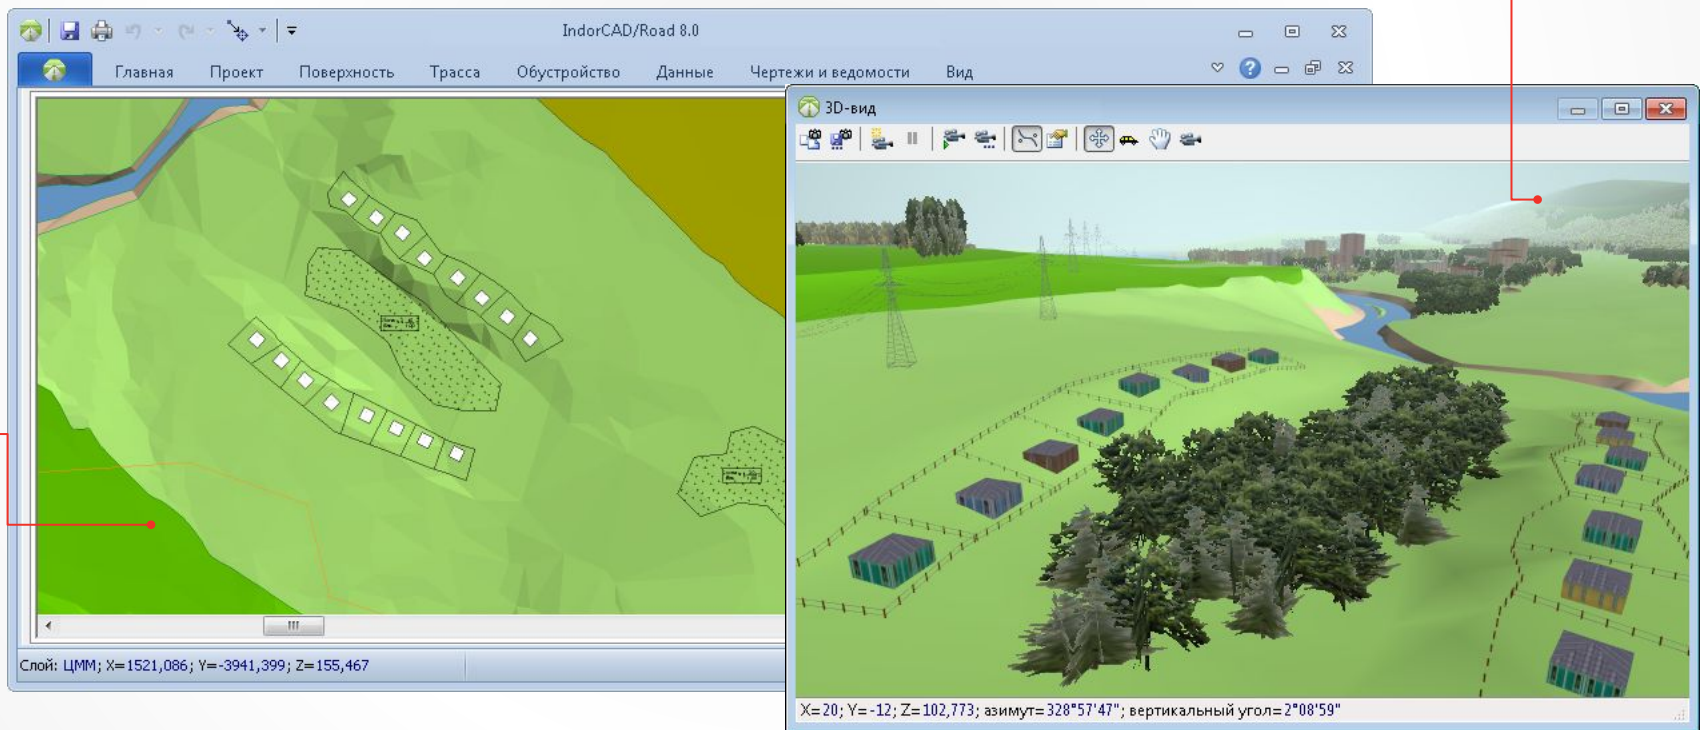 IndorCAD/Road 8.0
Главная Проект Поверхность Трасса Обустройство Данные Чертежи и ведомости Вид
3D-вид
Слой: ЦММ; X=1521,086; Y=-3941,399; Z=155,467
X=20; Y=-12; Z=102,773; азимут=328°57'47"; вертикальный угол=2°08'59"